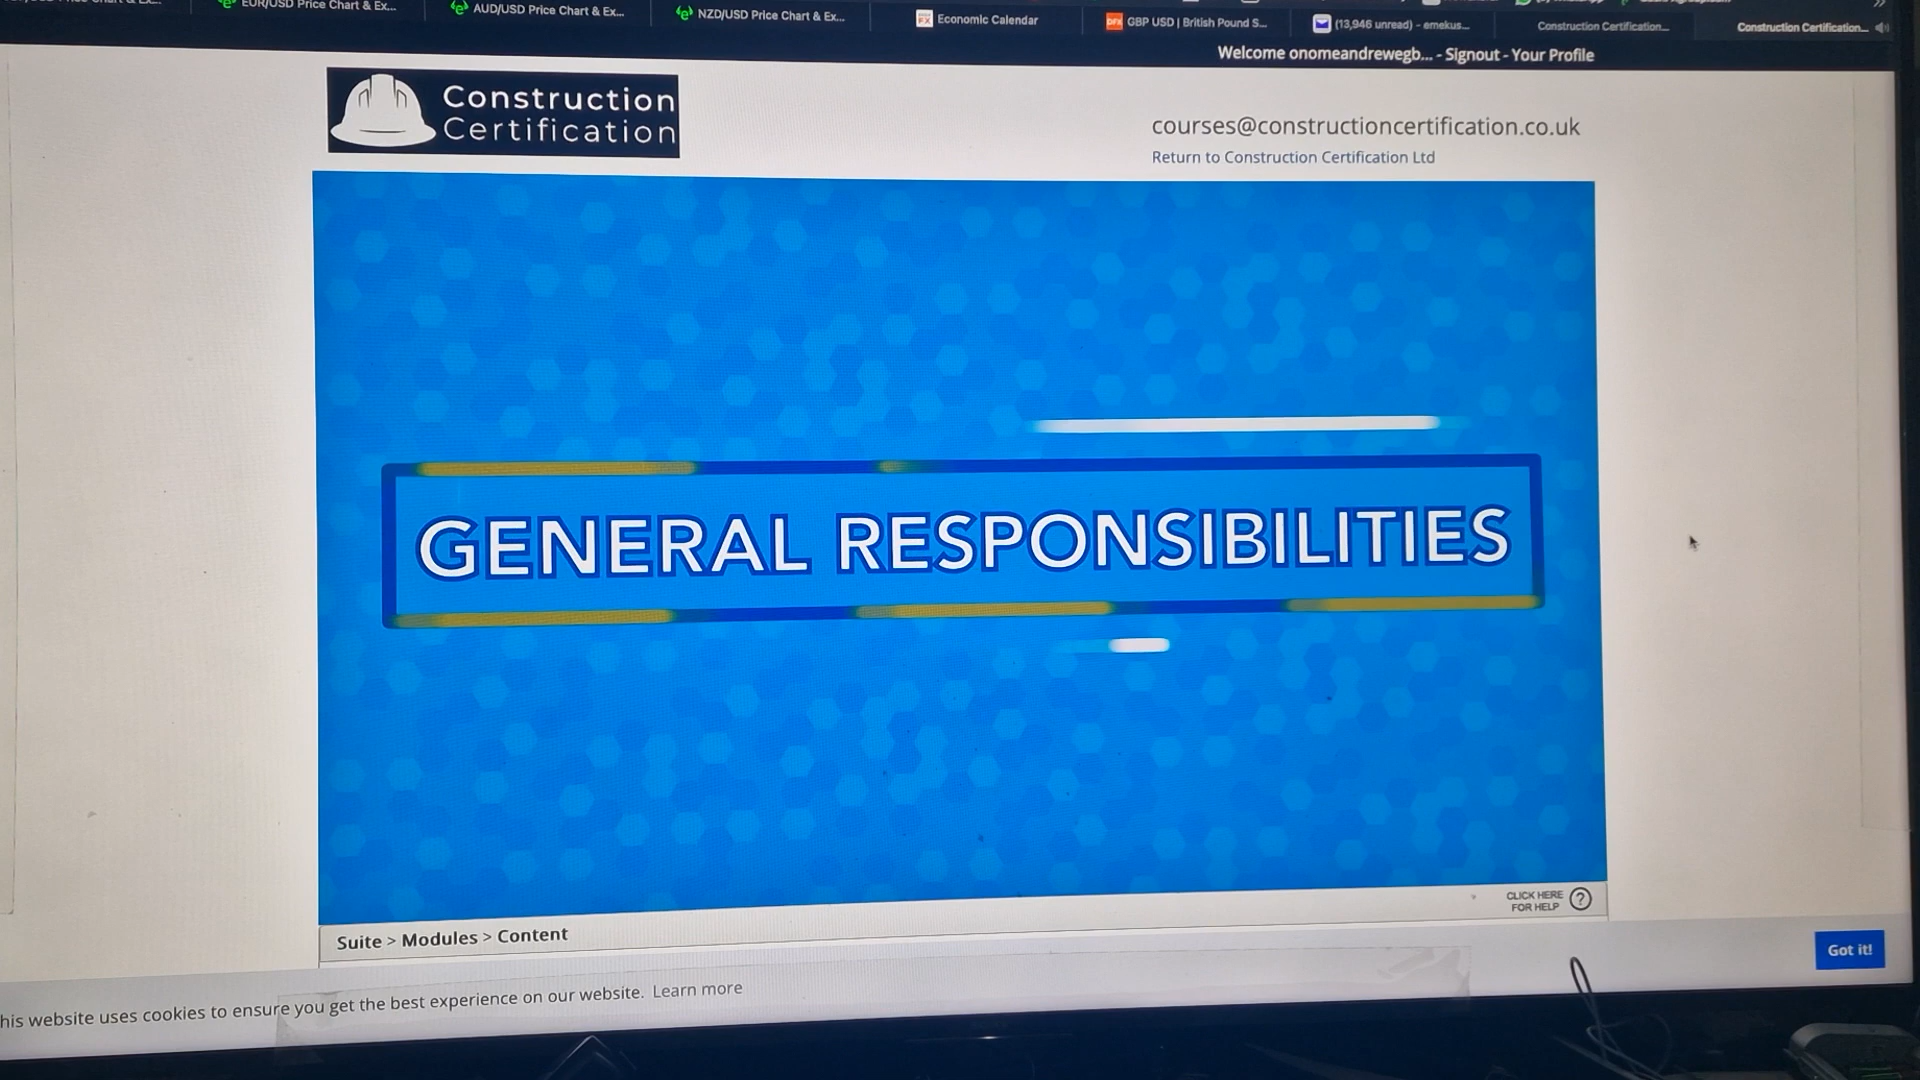 EUR/USD Price Chart & Ex...
AUD/USD Price Chart & Ex...
NZD/USD Price Chart & Ex...
Economic Calendar
GBP USD | British Pound S...
(13,946 unread) - emekus...
Construction Certification...
Construction Certification...
Welcome onomeandrewegb... - Signout - Your Profile
Construction
Certification
courses@constructioncertification.co.uk
Return to Construction Certification Ltd
GENERAL RESPONSIBILITIES
CLICK HERE
FOR HELP
?
Suite > Modules > Content
his website uses cookies to ensure you get the best experience on our website. Learn more
Got it!